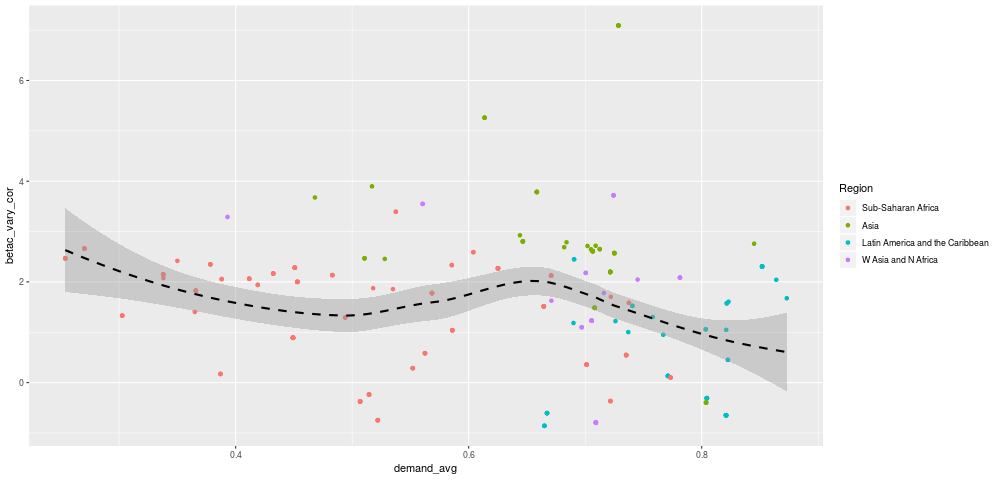 6
4
2
0
betac_vary_cor
0.4
0.6
0.8
demand_avg
Region
Sub-Saharan Africa
Asia
Latin America and the Caribbean
W Asia and N Africa